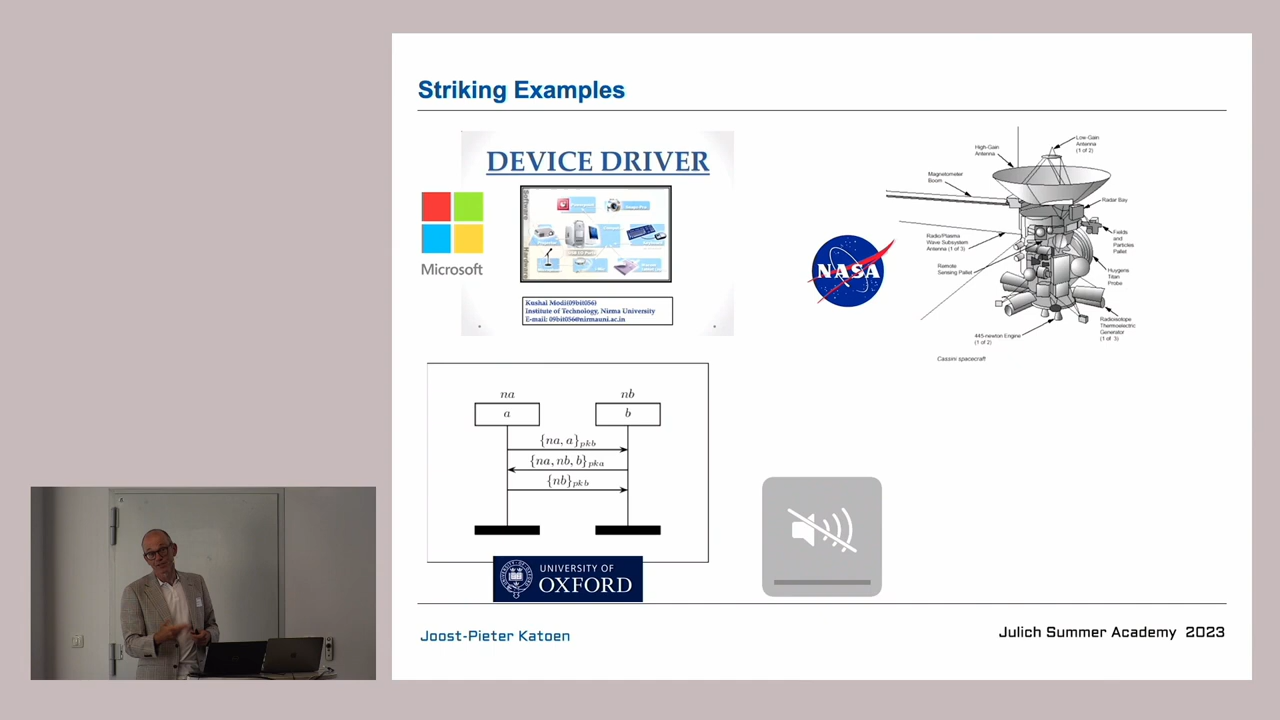 Striking Examples
DEVICE DRIVER
Microsoft
Kushal Modi(09bit056)
Institute of Technology, Nirma University
E-mail: 09bit056@nirmauni.ac.in
NASA
Low-Gain
Antenna
(1 of 2)
High-Gain
Antenna
Magnetometer
Boom
Radar Bay
Radio/Plasma
Wave Subsystem
Antenna (1 of 3)
Fields
and
Particles
Pallet
Remote
Sensing Pallet
Huygens
Titan
Probe
Radioisotope
Thermoelectric
Generator
(1 of 3)
445-newton Engine
(1 of 2)
Cassini spacecraft
na nb
a b
{na, a}pkb
{na, nb, b}pka
{nb}pkb
UNIVERSITY OF
OXFORD
Joost-Pieter Katoen
Julich Summer Academy 2023